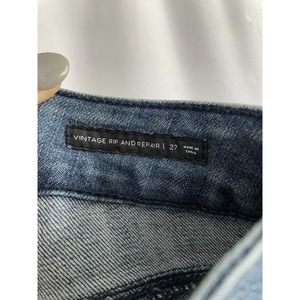 VINTAGE RIP AND REPAIR | 27 MADE IN
CHINA